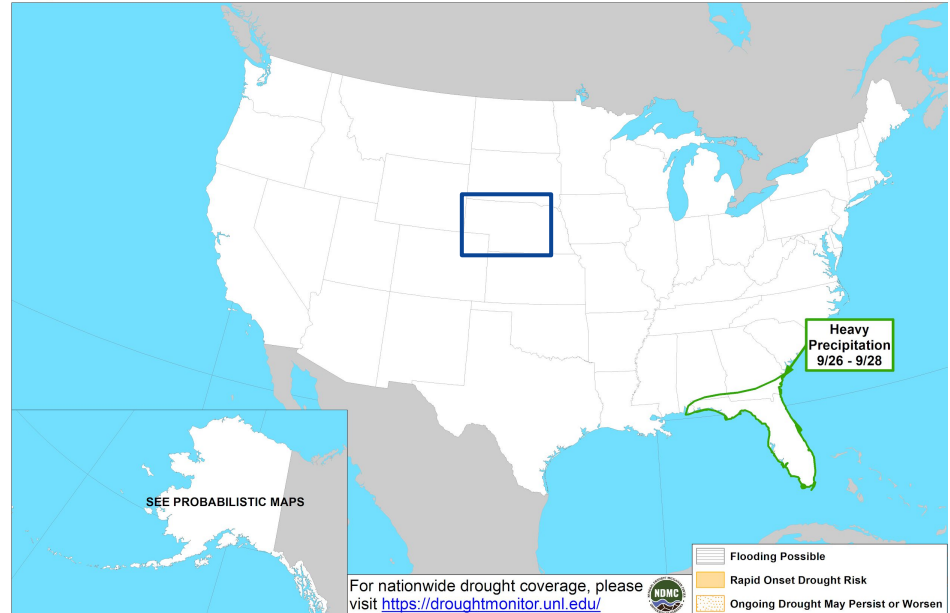 Heavy
Precipitation
9/26 - 9/28
SEE PROBABILISTIC MAPS
For nationwide drought coverage, please
visit https://droughtmonitor.unl.edu/
NDMC
Flooding Possible
Rapid Onset Drought Risk
Ongoing Drought May Persist or Worsen